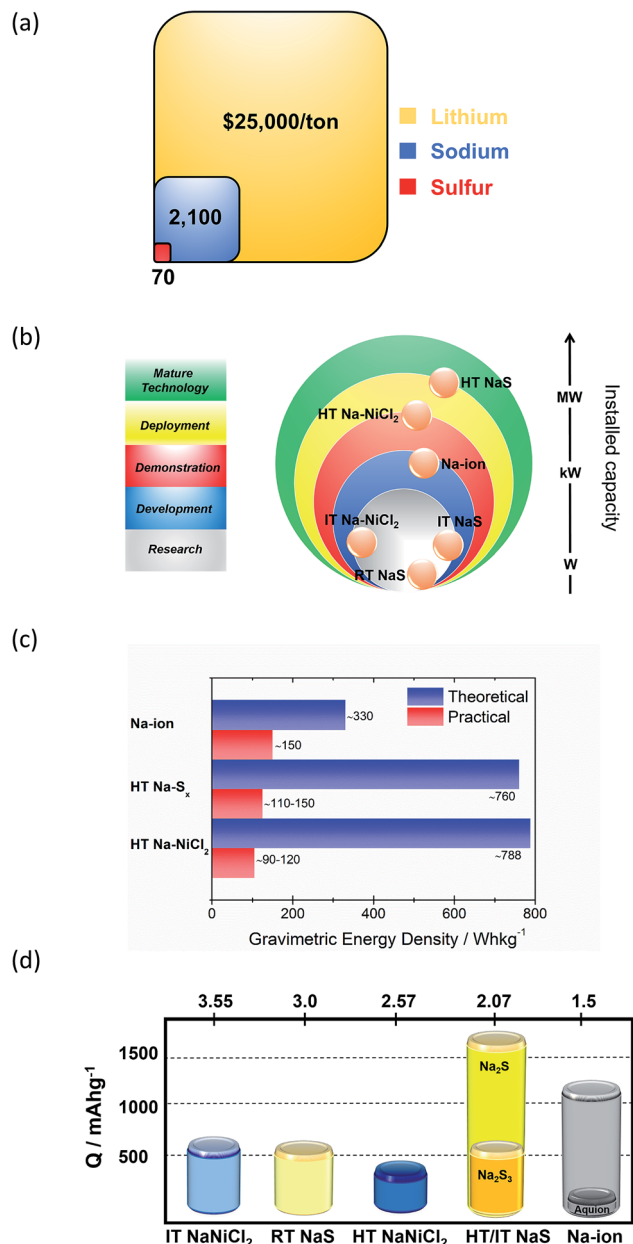 (a)
$25,000/ton
2,100
70
Lithium
Sodium
Sulfur
(b)
Mature
Technology
Deployment
Demonstration
Development
Research
HT NaS
HT Na-NiCl₂
Na-ion
IT Na-NiCl₂
IT NaS
RT NaS
MW
kW
W
Installed capacity
(c)
Theoretical
Practical
Na-ion
~330
~150
HT Na-Sₓ
~760
~110-150
HT Na-NiCl₂
~788
~90-120
0 200 400 600 800
Gravimetric Energy Density / Whkg⁻¹
(d)
3.55 3.0 2.57 2.07 1.5
Q / mAhg⁻¹
1500
1000
500
Na₂S
Na₂S₃
Aquion
IT NaNiCl₂ RT NaS HT NaNiCl₂ HT/IT NaS Na-ion